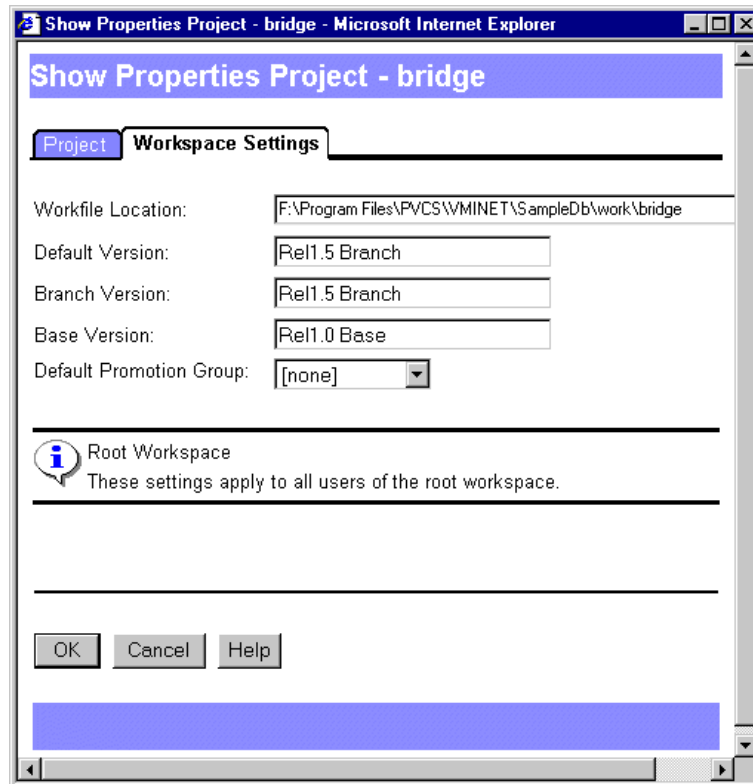 Show Properties Project - bridge - Microsoft Internet Explorer
Show Properties Project - bridge
Project Workspace Settings
Workfile Location: F:\Program Files\PVCS\VMINET\SampleDb\work\bridge
Default Version: Rel1.5 Branch
Branch Version: Rel1.5 Branch
Base Version: Rel1.0 Base
Default Promotion Group: [none]
Root Workspace
These settings apply to all users of the root workspace.
OK Cancel Help